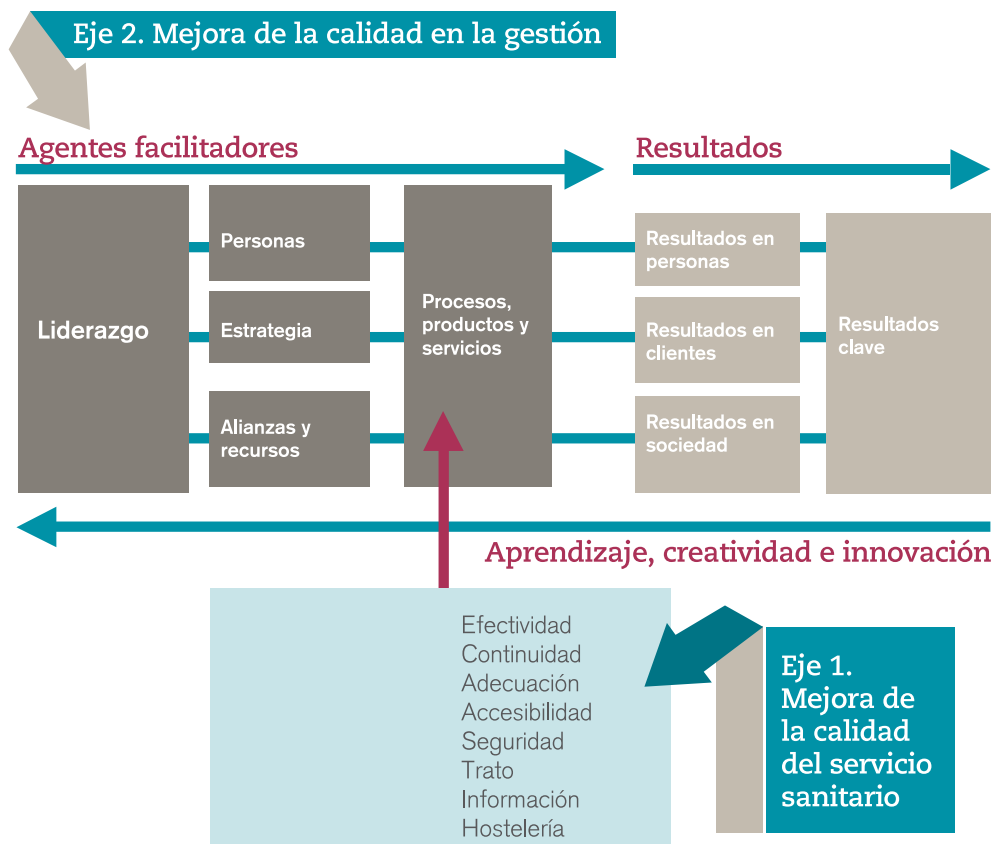 Eje 2. Mejora de la calidad en la gestión
Agentes facilitadores
Resultados
Liderazgo
Personas
Estrategia
Alianzas y
recursos
Procesos,
productos y
servicios
Resultados en
personas
Resultados en
clientes
Resultados en
sociedad
Resultados
clave
Aprendizaje, creatividad e innovación
Efectividad
Continuidad
Adecuación
Accesibilidad
Seguridad
Trato
Información
Hostelería
Eje 1.
Mejora de
la calidad
del servicio
sanitario